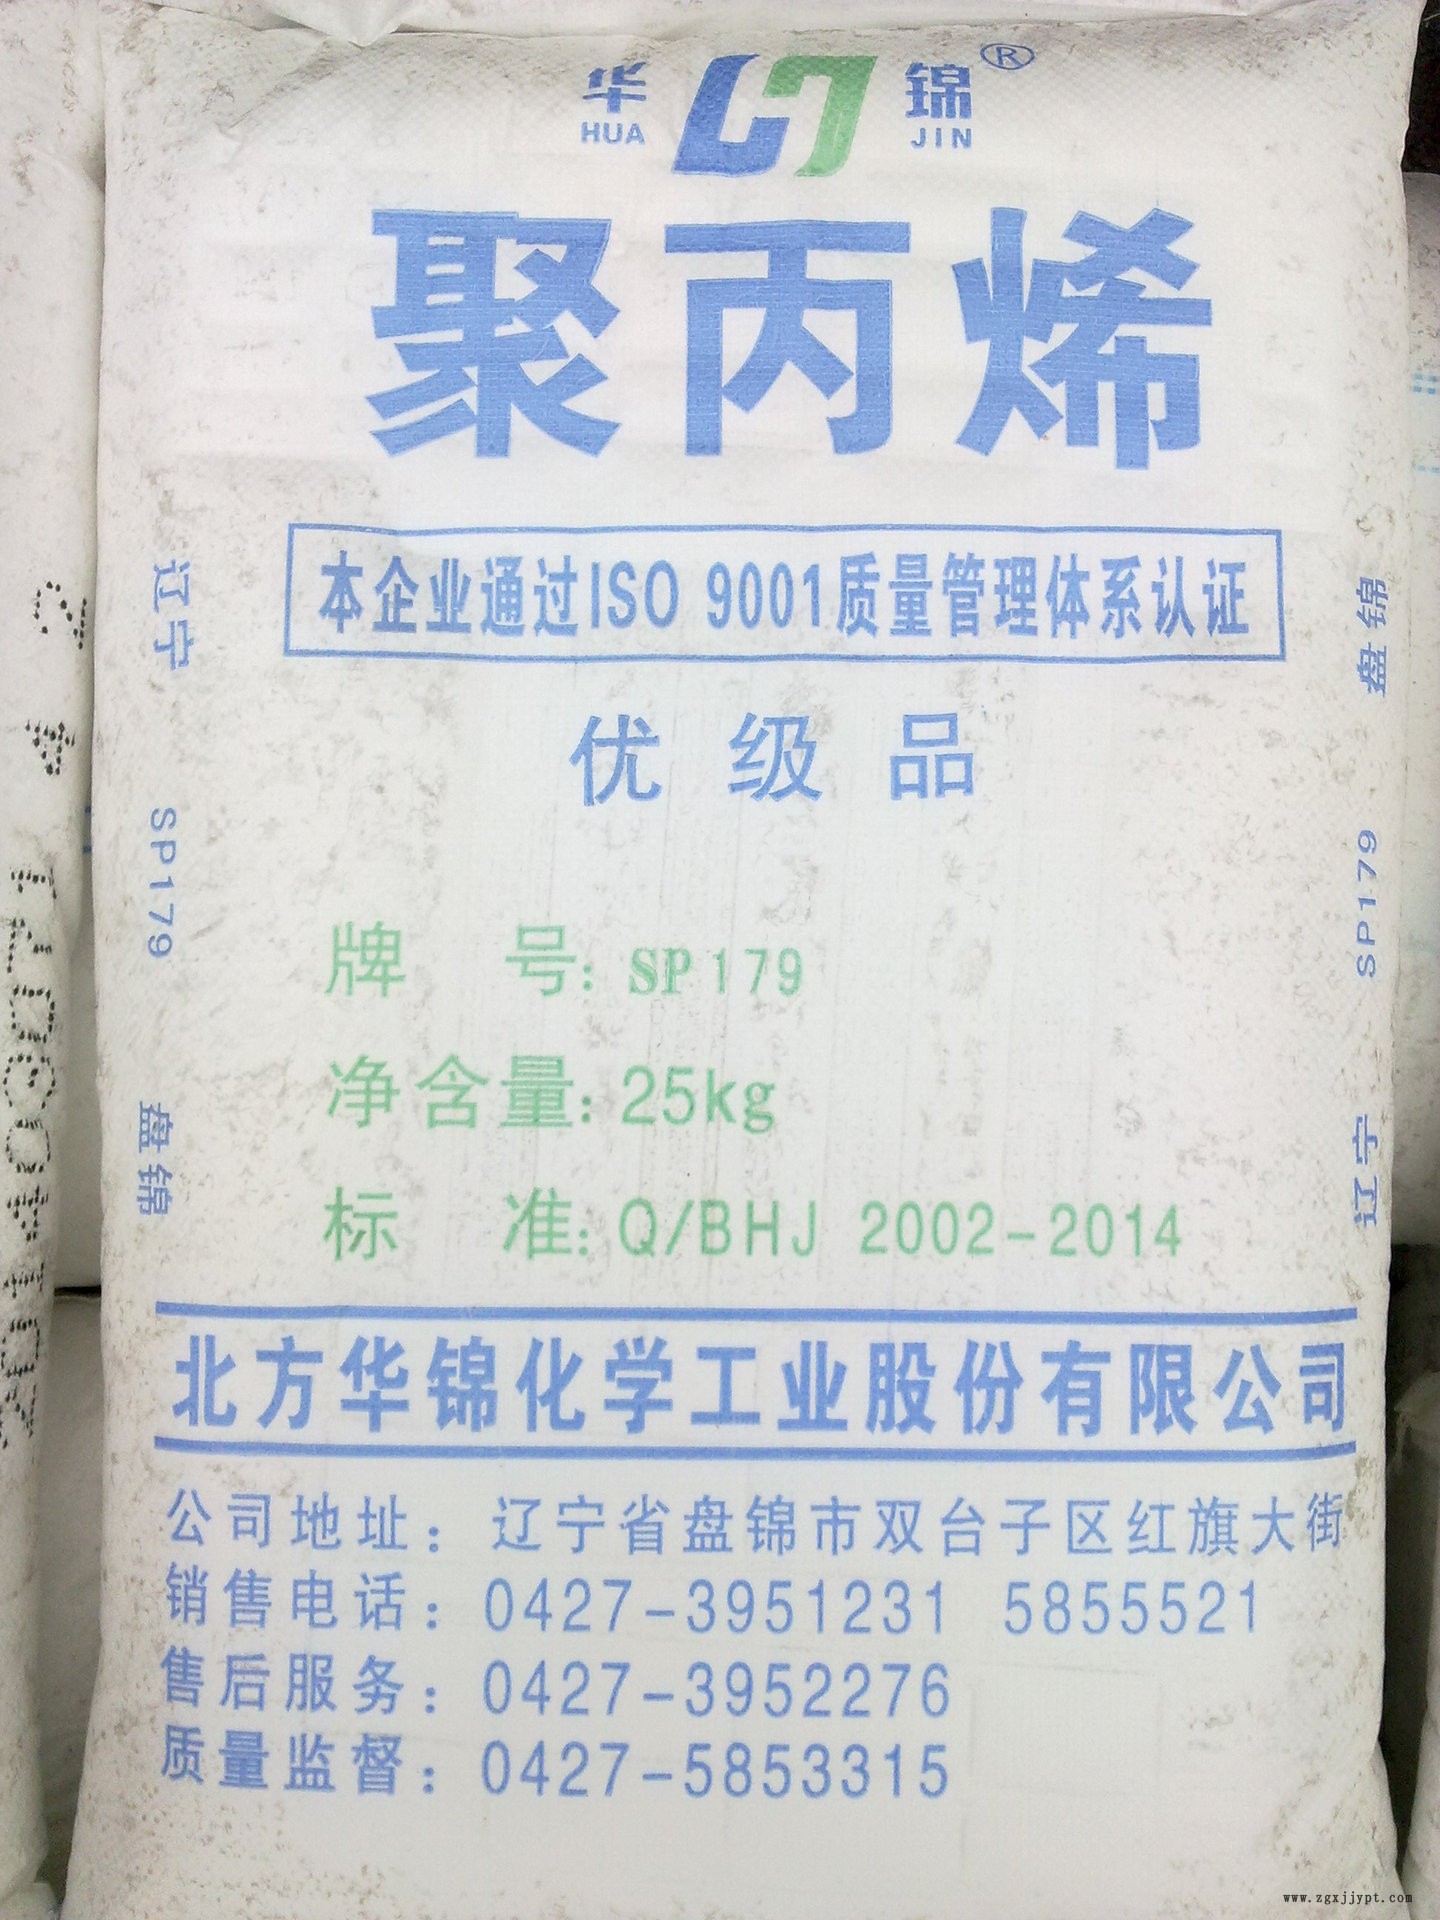 华 锦 ®
HUA JIN
聚丙烯
本企业通过ISO 9001质量管理体系认证
优级品
牌 号: SP179
净含量: 25kg
标 准: Q/BHJ 2002-2014
北方华锦化学工业股份有限公司
公司地址: 辽宁省盘锦市双台子区红旗大街
销售电话: 0427-3951231 5855521
售后服务: 0427-3952276
质量监督: 0427-5853315
辽宁 SP179 盘锦
盘锦 SP179 辽宁
www.zgxjjypt.com